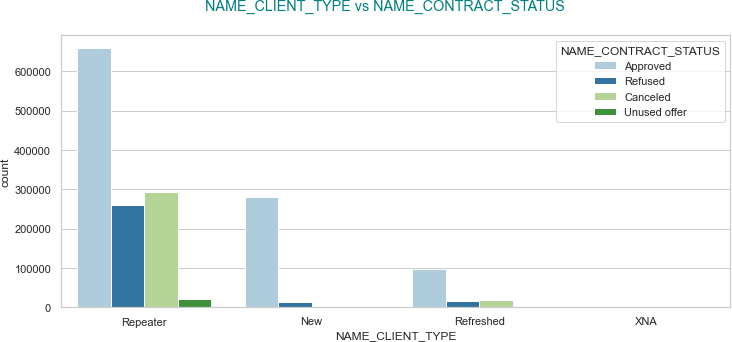 NAME_CLIENT_TYPE vs NAME_CONTRACT_STATUS
NAME_CONTRACT_STATUS
Approved
Refused
Canceled
Unused offer
count
600000
500000
400000
300000
200000
100000
0
Repeater
New
Refreshed
XNA
NAME_CLIENT_TYPE